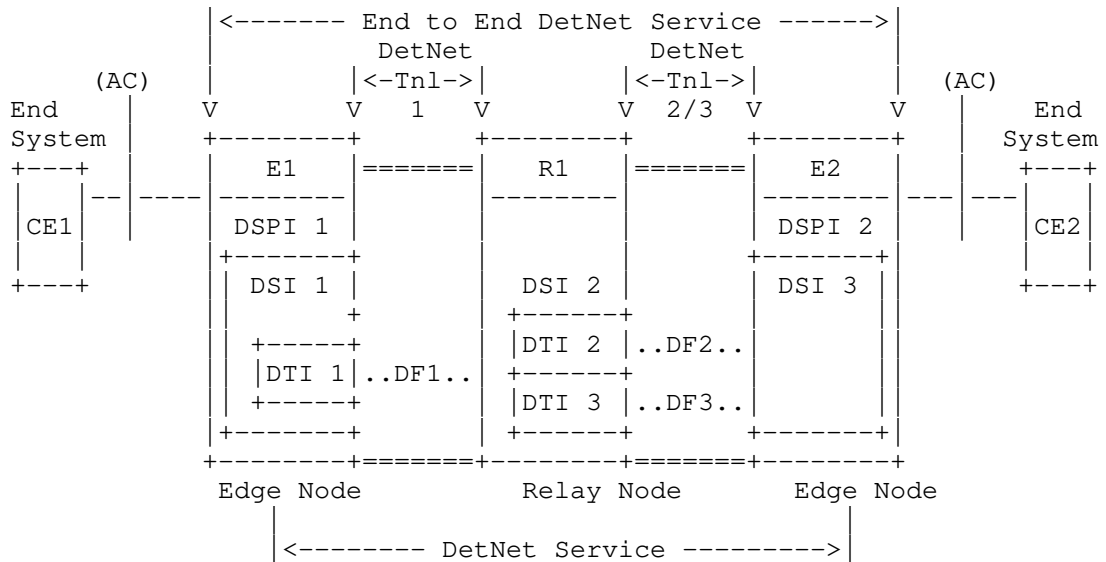 |<------- End to End DetNet Service ------>|
DetNet DetNet
(AC) |<-Tnl->| |<-Tnl->| (AC)
End V V 1 V V 2/3 V V End
System System
E1 R1 E2
CE1 DSPI 1 DSPI 2 CE2
DSI 1 DSI 2 DSI 3
DTI 2 ..DF2..
DTI 1 ..DF1..
DTI 3 ..DF3..
Edge Node Relay Node Edge Node
|<-------- DetNet Service --------->|